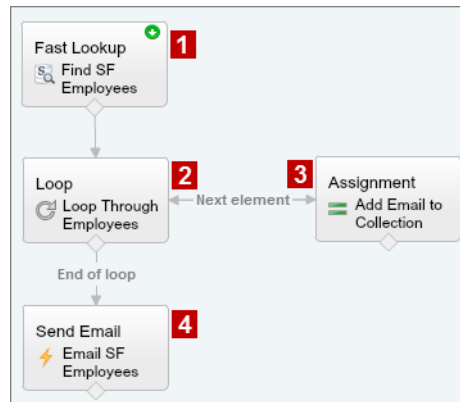 Fast Lookup
Find SF
Employees
1
Loop
Loop Through
Employees
2
Next element
3
Assignment
Add Email to
Collection
End of loop
Send Email
Email SF
Employees
4